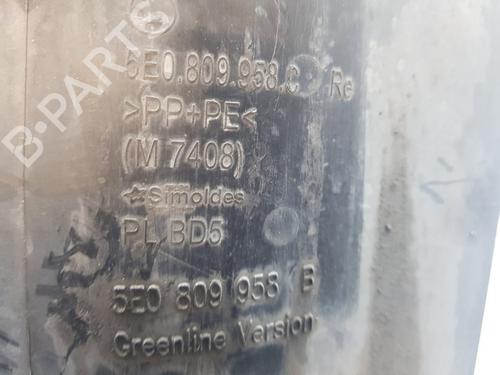 B-PARTS
5E0.809.958.C Re
>PP+PE<
(M 7408)
Simoldes
PL BD5
5E0 809 958 B
Greenline Version